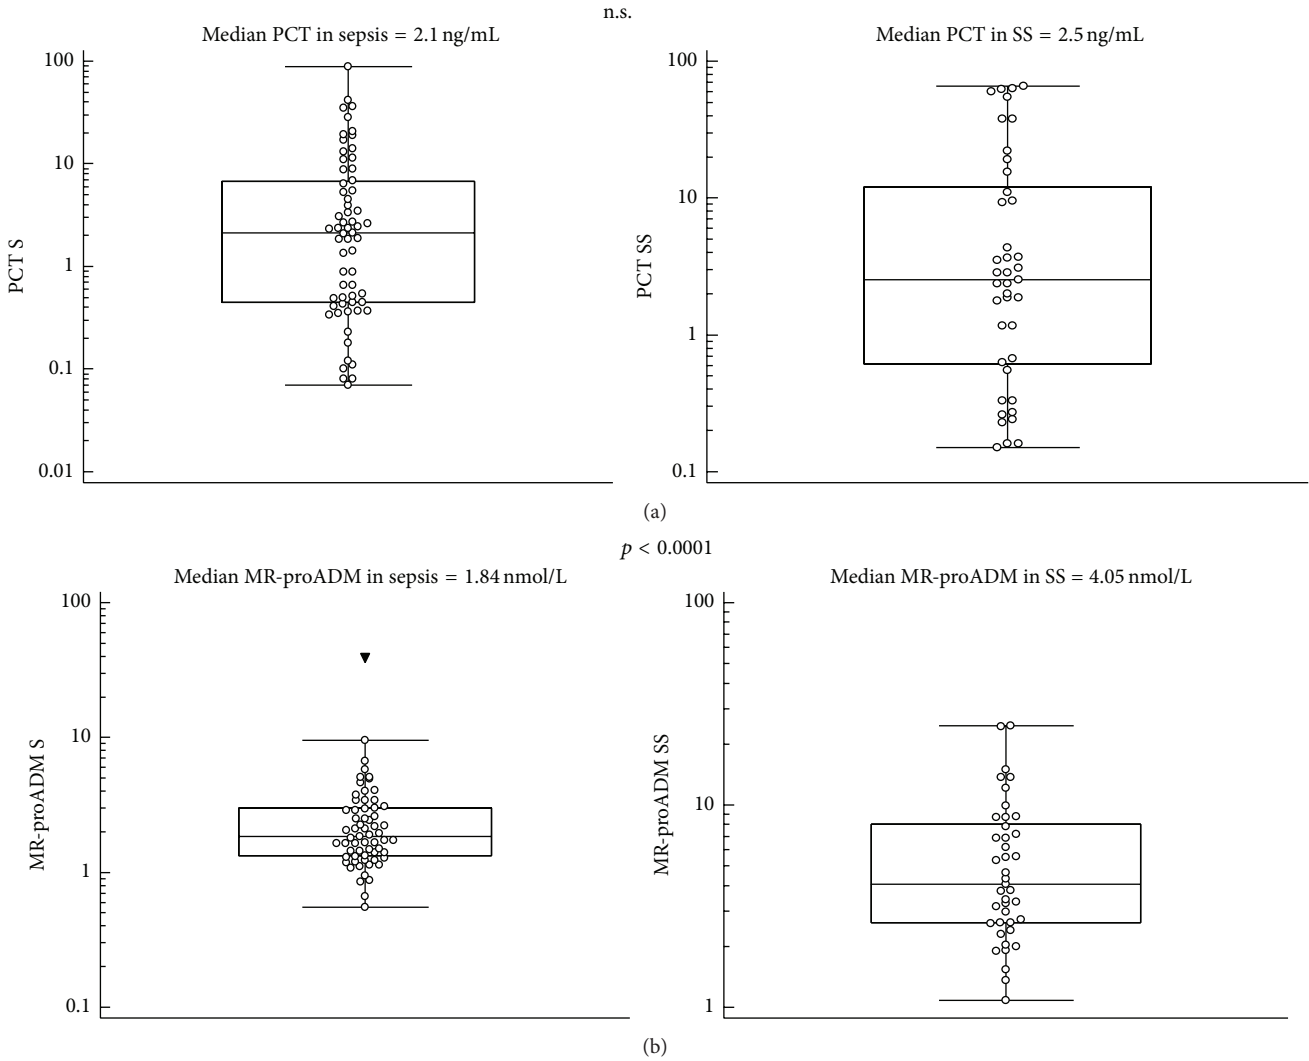 n.s.
Median PCT in sepsis = 2.1 ng/mL
PCT S
100
10
1
0.1
0.01
Median PCT in SS = 2.5 ng/mL
PCT SS
100
10
1
0.1
(a)
p < 0.0001
Median MR-proADM in sepsis = 1.84 nmol/L
MR-proADM S
100
10
1
0.1
Median MR-proADM in SS = 4.05 nmol/L
MR-proADM SS
100
10
1
(b)